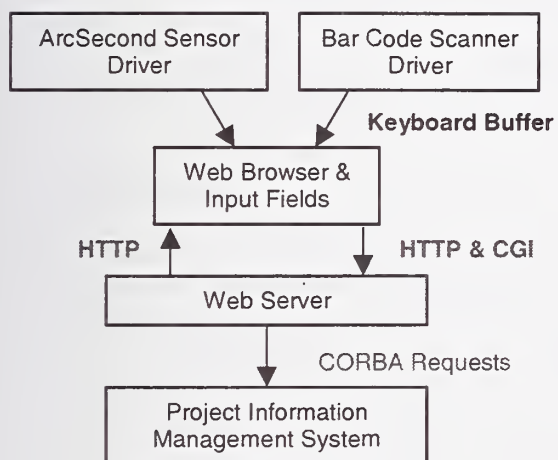 ArcSecond Sensor
Driver
Bar Code Scanner
Driver
Keyboard Buffer
Web Browser &
Input Fields
HTTP
HTTP & CGI
Web Server
CORBA Requests
Project Information
Management System